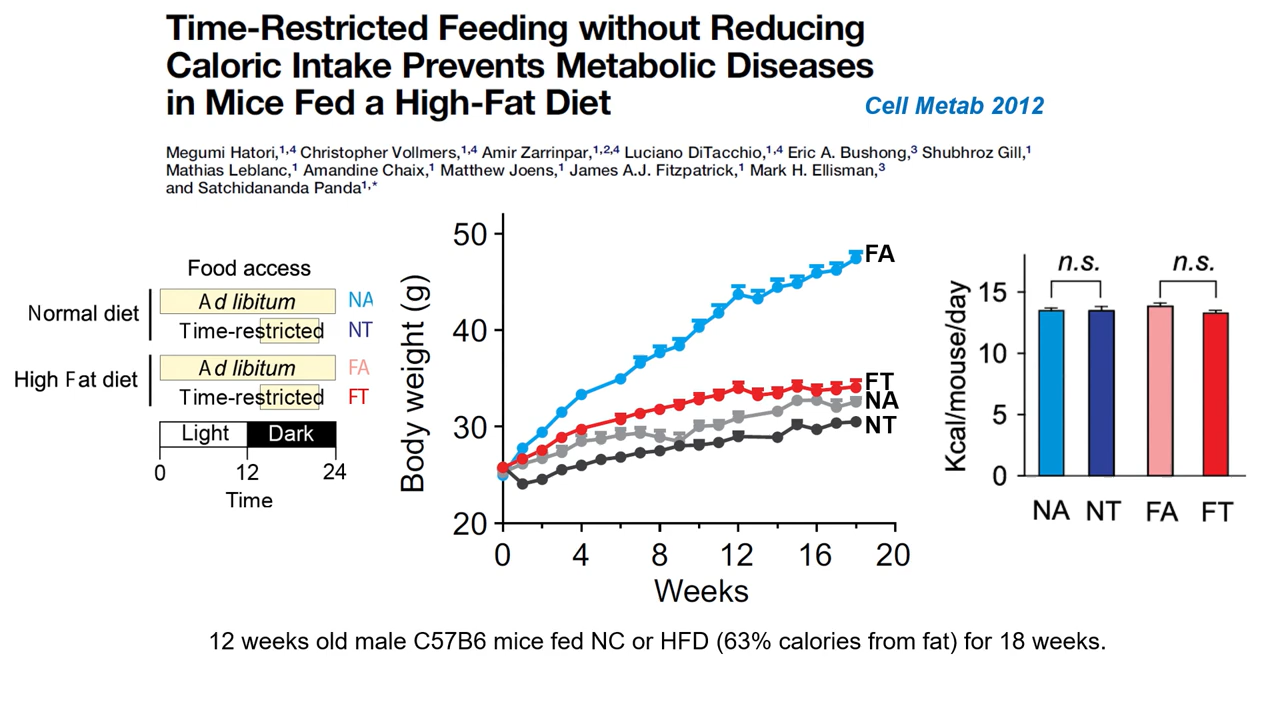 Time-Restricted Feeding without Reducing
Caloric Intake Prevents Metabolic Diseases
in Mice Fed a High-Fat Diet
Cell Metab 2012
Megumi Hatori,1,4 Christopher Vollmers,1,4 Amir Zarrinpar,1,2,4 Luciano DiTacchio,1,4 Eric A. Bushong,3 Shubhroz Gill,1
Mathias Leblanc,1 Amandine Chaix,1 Matthew Joens,1 James A.J. Fitzpatrick,1 Mark H. Ellisman,3
and Satchidananda Panda1,*
Food access
Normal diet
Ad libitum NA
Time-restricted NT
High Fat diet
Ad libitum FA
Time-restricted FT
Light Dark
0 12 24
Time
Body weight (g)
50
40
30
20
0 4 8 12 16 20
Weeks
FA
FT
NA
NT
Kcal/mouse/day
15
10
5
0
n.s. n.s.
NA NT FA FT
12 weeks old male C57B6 mice fed NC or HFD (63% calories from fat) for 18 weeks.